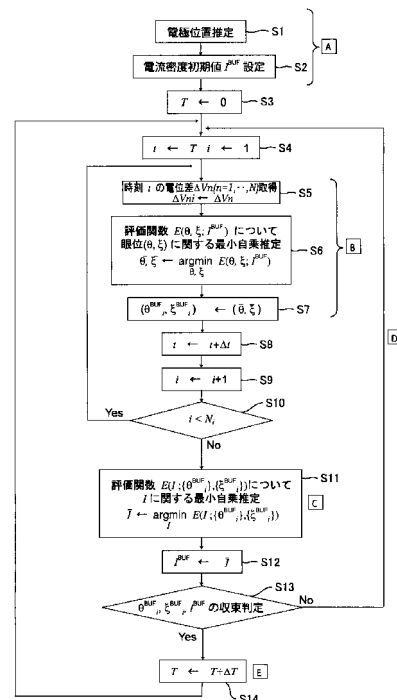 電極位置推定
S1
A
電流密度初期値 I^BUF 設定
S2
T ← 0
S3
t ← T i ← 1
S4
時刻 t の電位差ΔVn{n=1,‥,N}取得
ΔVni ← ΔVn
S5
評価関数 E(θ, ξ; I^BUF) について
眼位(θ, ξ) に関する最小自乗推定
θ̄, ξ̄ ← argmin E(θ, ξ; I^BUF)
θ, ξ
S6
B
(θ^BUF_i, ξ^BUF_i) ← (θ̄, ξ̄)
S7
t ← t+Δt
S8
D
i ← i+1
S9
Yes
i < N_i
S10
No
評価関数 E(I ;{θ^BUF_i},{ξ^BUF_i})について
I に関する最小自乗推定
Ī ← argmin E(I ;{θ^BUF_i},{ξ^BUF_i})
I
S11
C
I^BUF ← Ī
S12
S13
θ^BUF_i, ξ^BUF_i, I^BUF の収束判定
No
Yes
T ← T+ΔT
E
S14